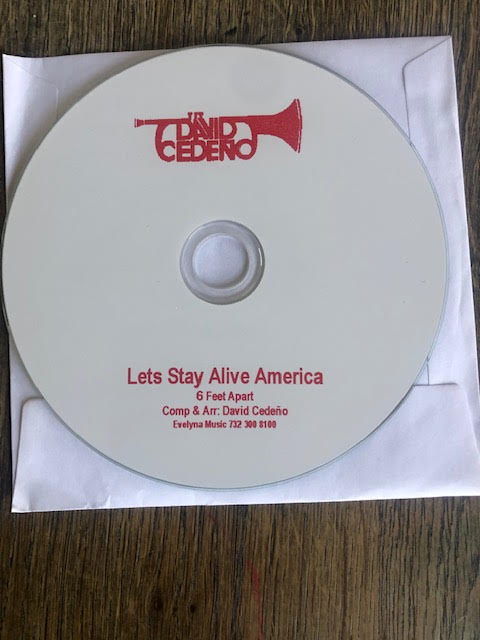 DAVID
CEDEÑO
Lets Stay Alive America
6 Feet Apart
Comp & Arr: David Cedeño
Evelyna Music 732 300 8100